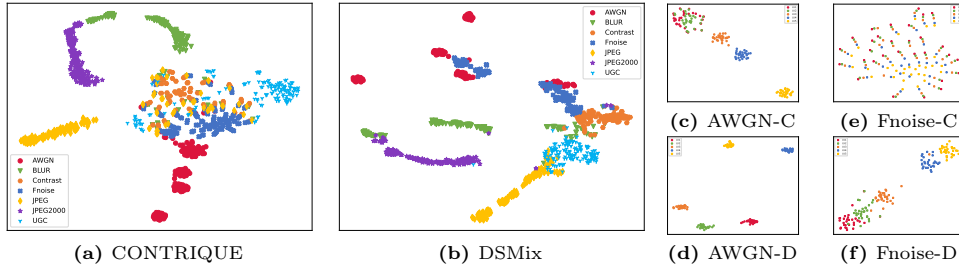 AWGN
BLUR
Contrast
Fnoise
JPEG
JPEG2000
UGC
(a) CONTRIQUE
AWGN
BLUR
Contrast
Fnoise
JPEG
JPEG2000
UGC
(b) DSMix
(c) AWGN-C
(e) Fnoise-C
(d) AWGN-D
(f) Fnoise-D